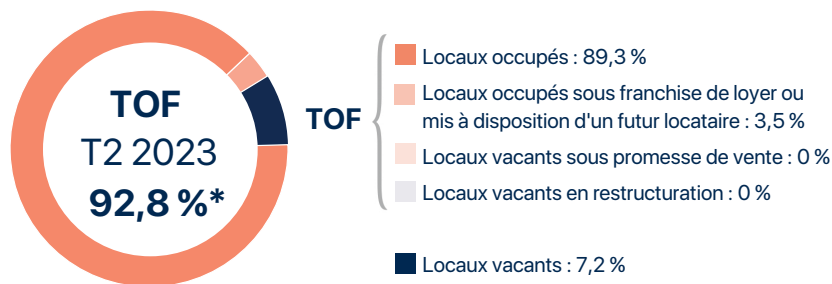 TOF
T2 2023
92,8 %*
TOF
Locaux occupés : 89,3 %
Locaux occupés sous franchise de loyer ou
mis à disposition d'un futur locataire : 3,5 %
Locaux vacants sous promesse de vente : 0 %
Locaux vacants en restructuration : 0 %
Locaux vacants : 7,2 %